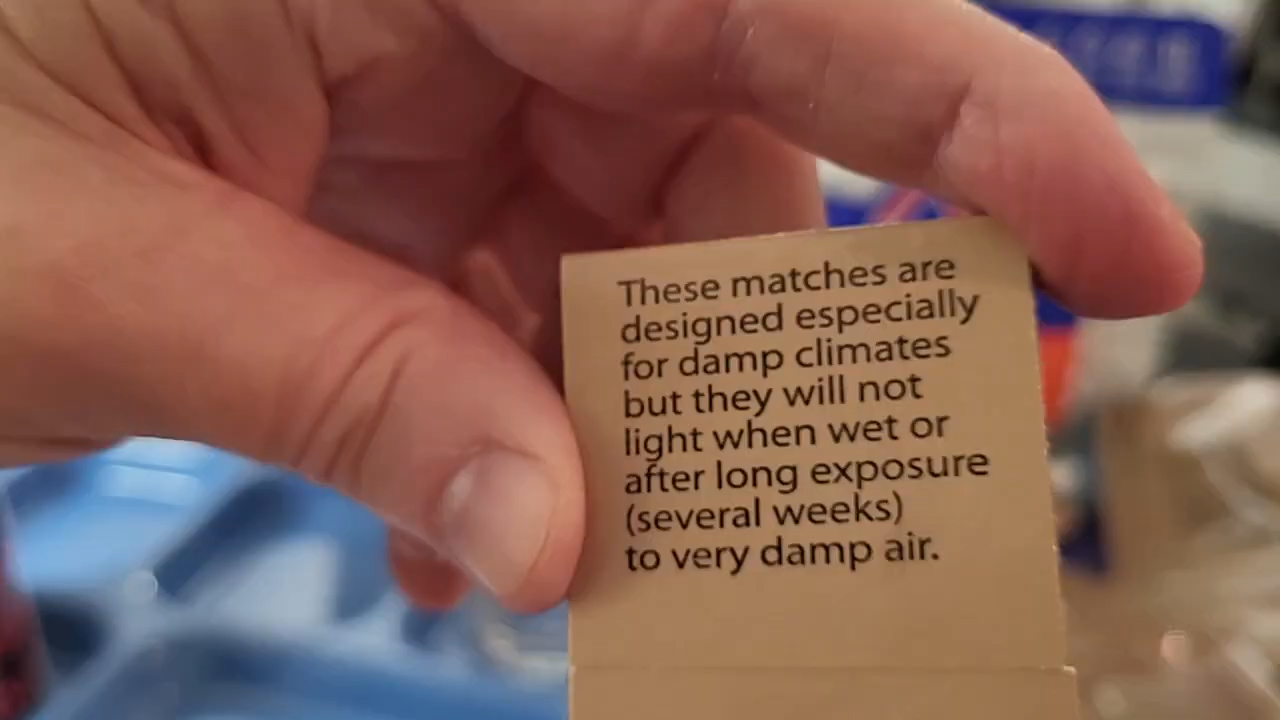 These matches are
designed especially
for damp climates
but they will not
light when wet or
after long exposure
(several weeks)
to very damp air.